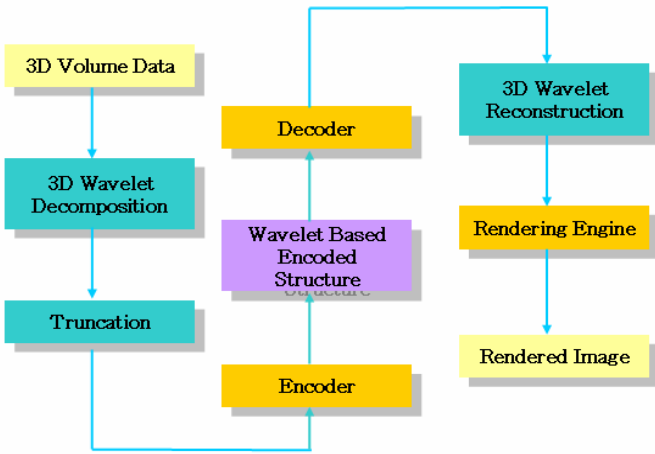 3D Volume Data
3D Wavelet
Decomposition
Truncation
Encoder
Wavelet Based
Encoded
Structure
Structure
Decoder
3D Wavelet
Reconstruction
Rendering Engine
Rendered Image